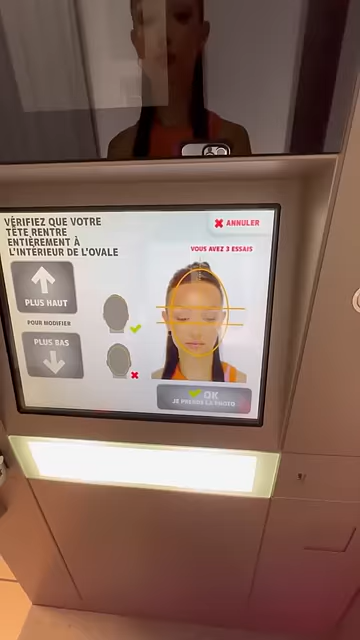 VÉRIFIEZ QUE VOTRE
TÊTE RENTRE
ENTIÈREMENT À
L'INTÉRIEUR DE L'OVALE
ANNULER
VOUS AVEZ 3 ESSAIS
PLUS HAUT
POUR MODIFIER
PLUS BAS
OK
JE PRENDS LA PHOTO